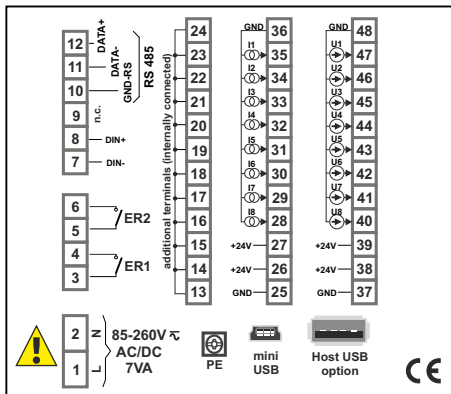 12 DATA+
11 DATA-
10 GND-RS
RS 485
9 n.c.
8 DIN+
7 DIN-
6
5
ER2
4
3
ER1
2 N
1 L
85-260V
AC/DC
7VA
additional terminals (internally connected)
24
23
22
21
20
19
18
17
16
15
14
13
GND 36
I1 35
I2 34
I3 33
I4 32
I5 31
I6 30
I7 29
I8 28
+24V 27
+24V 26
GND 25
GND 48
U1 47
U2 46
U3 45
U4 44
U5 43
U6 42
U7 41
U8 40
+24V 39
+24V 38
GND 37
PE
mini
USB
Host USB
option
CE